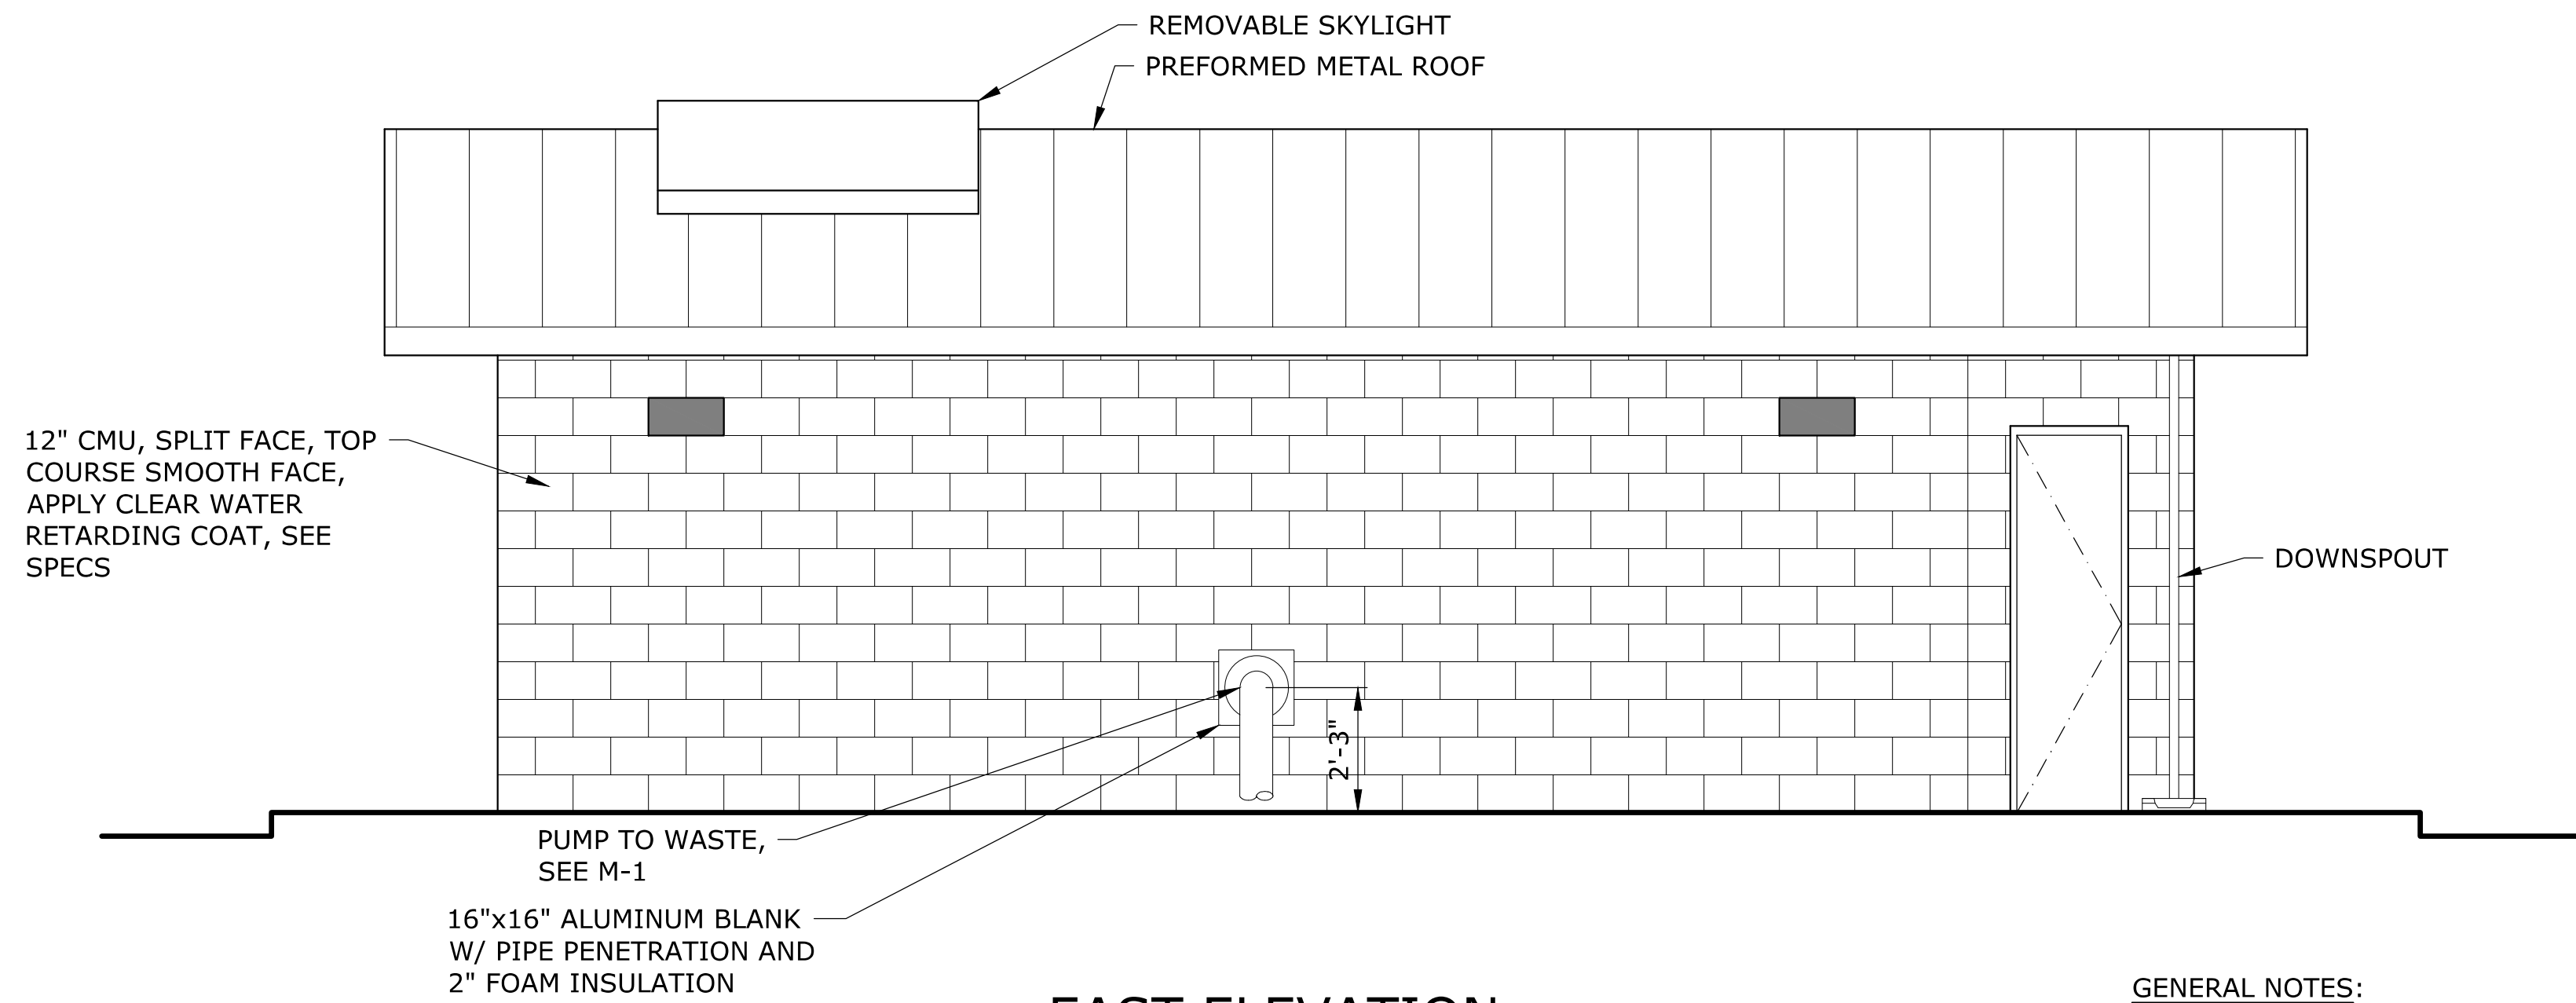 REMOVABLE SKYLIGHT
PREFORMED METAL ROOF
12" CMU, SPLIT FACE, TOP
COURSE SMOOTH FACE,
APPLY CLEAR WATER
RETARDING COAT, SEE
SPECS
DOWNSPOUT
2'-3"
PUMP TO WASTE,
SEE M-1
16"x16" ALUMINUM BLANK
W/ PIPE PENETRATION AND
2" FOAM INSULATION
EAST ELEVATION
GENERAL NOTES: